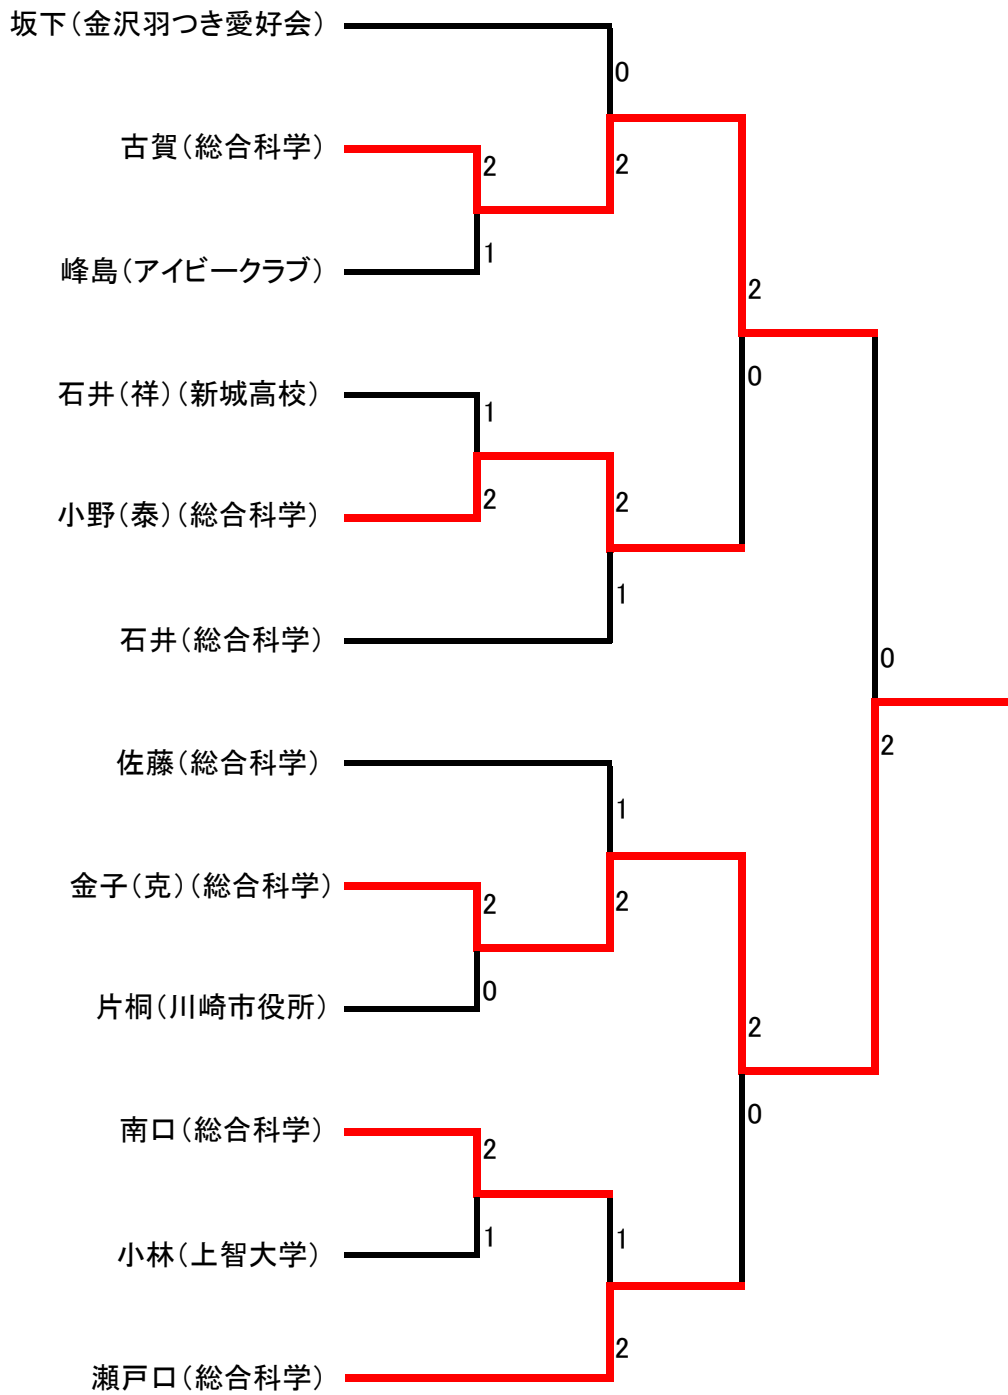 坂下（金沢羽つき愛好会）
0
古賀（総合科学）
2
2
峰島（アイビークラブ）
1
2
0
石井（祥）（新城高校）
1
小野（泰）（総合科学）
2
2
1
石井（総合科学）
0
2
佐藤（総合科学）
1
金子（克）（総合科学）
2
2
片桐（川崎市役所）
0
2
0
南口（総合科学）
2
小林（上智大学）
1
1
瀬戸口（総合科学）
2